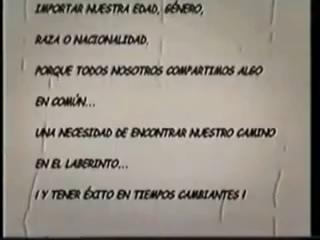 IMPORTAR NUESTRA EDAD, GÉNERO,
RAZA O NACIONALIDAD.
PORQUE TODOS NOSOTROS COMPARTIMOS ALGO
EN COMÚN...
UNA NECESIDAD DE ENCONTRAR NUESTRO CAMINO
EN EL LABERINTO...
¡ Y TENER ÉXITO EN TIEMPOS CAMBIANTES !